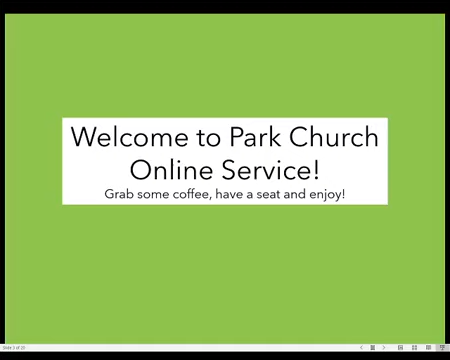 Welcome to Park Church
Online Service!
Grab some coffee, have a seat and enjoy!